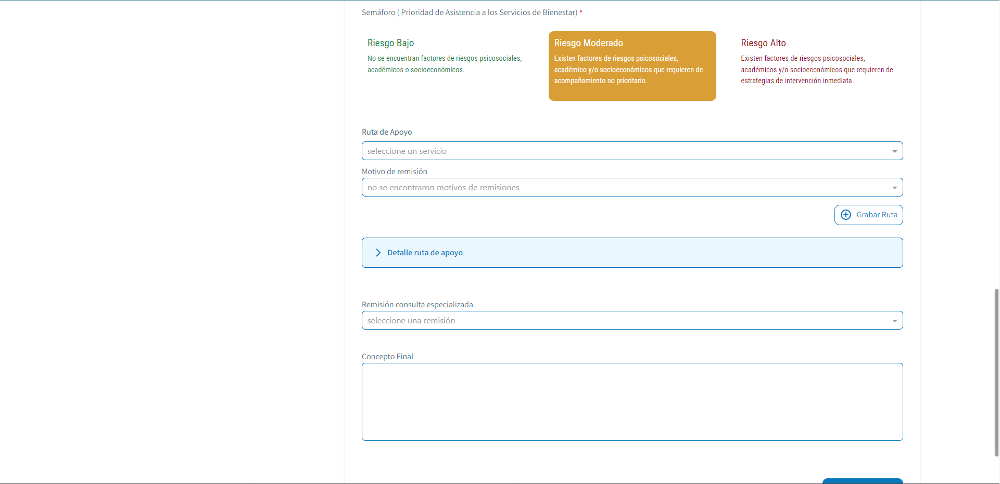 Semáforo ( Prioridad de Asistencia a los Servicios de Bienestar) *
Riesgo Bajo
No se encuentran factores de riesgos psicosociales,
académicos o socioeconómicos.
Riesgo Moderado
Existen factores de riesgos psicosociales,
académico y/o socioeconómicos que requieren de
acompañamiento no prioritario.
Riesgo Alto
Existen factores de riesgos psicosociales,
académicos y/o socioeconómicos que requieren de
estrategias de intervención inmediata.
Ruta de Apoyo
seleccione un servicio
Motivo de remisión
no se encontraron motivos de remisiones
Grabar Ruta
Detalle ruta de apoyo
Remisión consulta especializada
seleccione una remisión
Concepto Final